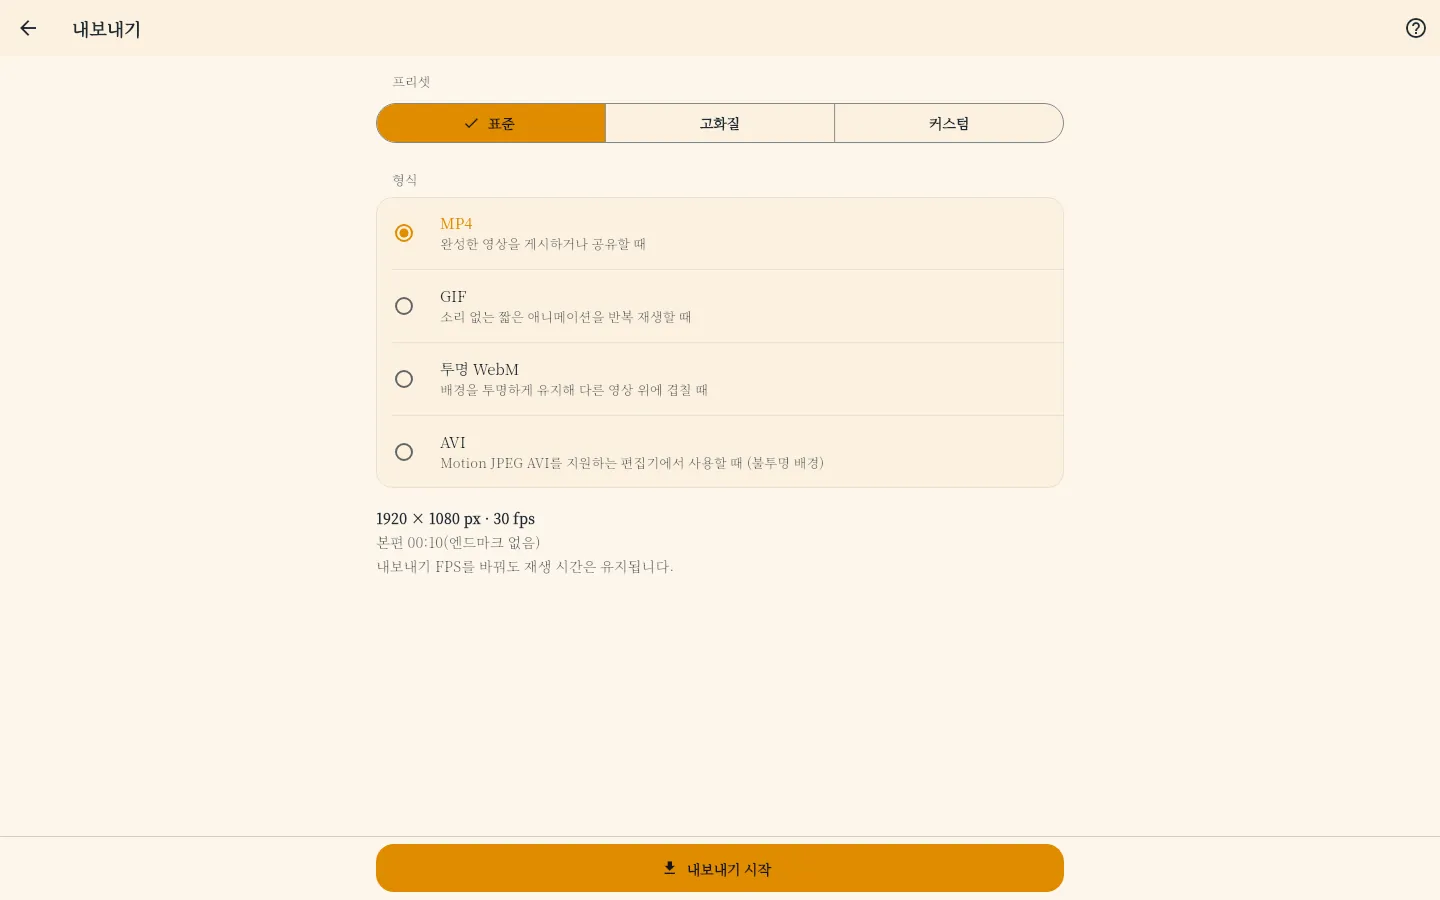 내보내기
프리셋
표준
고화질
커스텀
형식
MP4
완성한 영상을 게시하거나 공유할 때
GIF
소리 없는 짧은 애니메이션을 반복 재생할 때
투명 WebM
배경을 투명하게 유지해 다른 영상 위에 겹칠 때
AVI
Motion JPEG AVI를 지원하는 편집기에서 사용할 때 (불투명 배경)
1920 × 1080 px · 30 fps
본편 00:10(엔드마크 없음)
내보내기 FPS를 바꿔도 재생 시간은 유지됩니다.
내보내기 시작